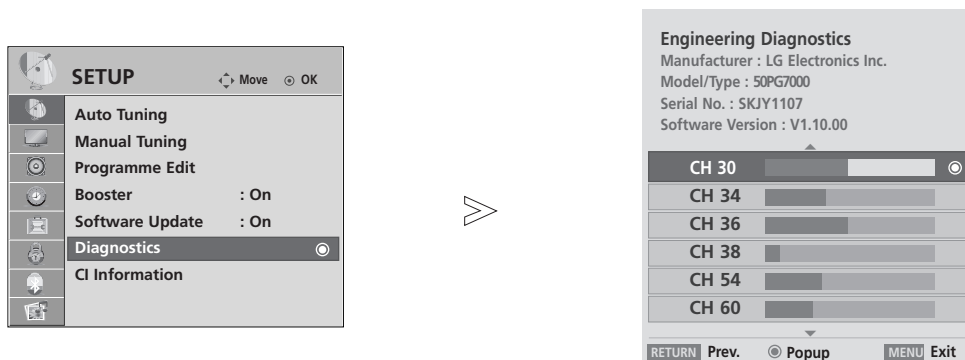 SETUP
Move OK
Auto Tuning
Manual Tuning
Programme Edit
Booster : On
Software Update : On
Diagnostics
CI Information
Engineering Diagnostics
Manufacturer : LG Electronics Inc.
Model/Type : 50PG7000
Serial No. : SKJY1107
Software Version : V1.10.00
CH 30
CH 34
CH 36
CH 38
CH 54
CH 60
RETURN Prev. Popup MENU Exit